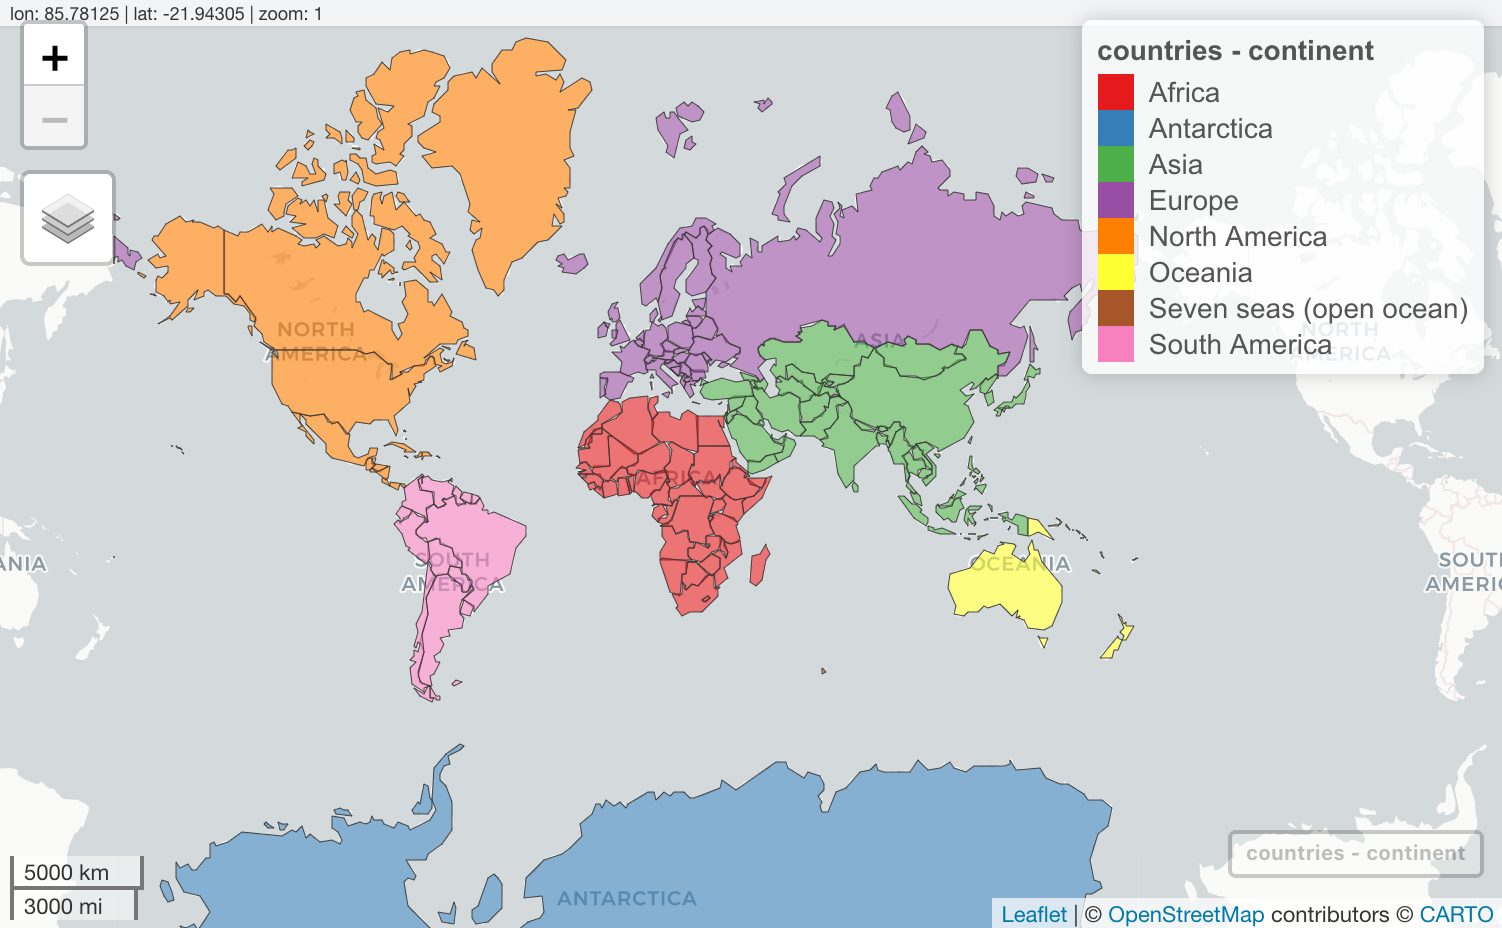 lon: 85.78125 | lat: -21.94305 | zoom: 1
+
−
countries - continent
Africa
Antarctica
Asia
Europe
North America
Oceania
Seven seas (open ocean)
South America
NORTH
AMERICA
ASIA
NORTH
AMERICA
AFRICA
SOUTH
AMERICA
OCEANIA
ANIA
SOUT
AMERIC
ANTARCTICA
5000 km
3000 mi
countries - continent
Leaflet | © OpenStreetMap contributors © CARTO